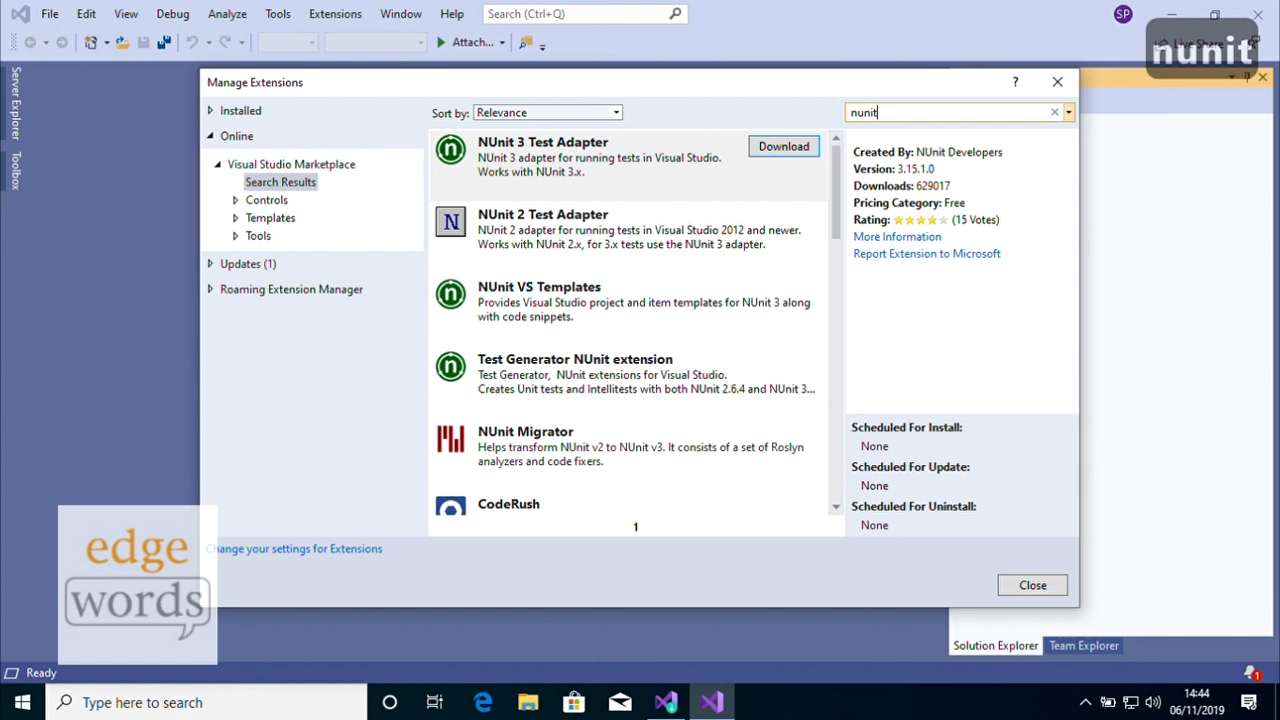 File Edit View Debug Analyze Tools Extensions Window Help Search (Ctrl+Q) SP
Attach... Live Share
nunit
Server Explorer
Toolbox
Manage Extensions ?
Installed
Online
Visual Studio Marketplace
Search Results
Controls
Templates
Tools
Updates (1)
Roaming Extension Manager
Change your settings for Extensions
Sort by: Relevance
nunit
NUnit 3 Test Adapter
Download
NUnit 3 adapter for running tests in Visual Studio.
Works with NUnit 3.x.
N
NUnit 2 Test Adapter
NUnit 2 adapter for running tests in Visual Studio 2012 and newer.
Works with NUnit 2.x, for 3.x tests use the NUnit 3 adapter.
NUnit VS Templates
Provides Visual Studio project and item templates for NUnit 3 along
with code snippets.
Test Generator NUnit extension
Test Generator, NUnit extensions for Visual Studio.
Creates Unit tests and Intellitests with both NUnit 2.6.4 and NUnit 3...
NUnit Migrator
Helps transform NUnit v2 to NUnit v3. It consists of a set of Roslyn
analyzers and code fixers.
CodeRush
1
Created By: NUnit Developers
Version: 3.15.1.0
Downloads: 629017
Pricing Category: Free
Rating: (15 Votes)
More Information
Report Extension to Microsoft
Scheduled For Install:
None
Scheduled For Update:
None
Scheduled For Uninstall:
None
Close
edge
words
Solution Explorer Team Explorer
Ready 1
Type here to search
14:44
06/11/2019